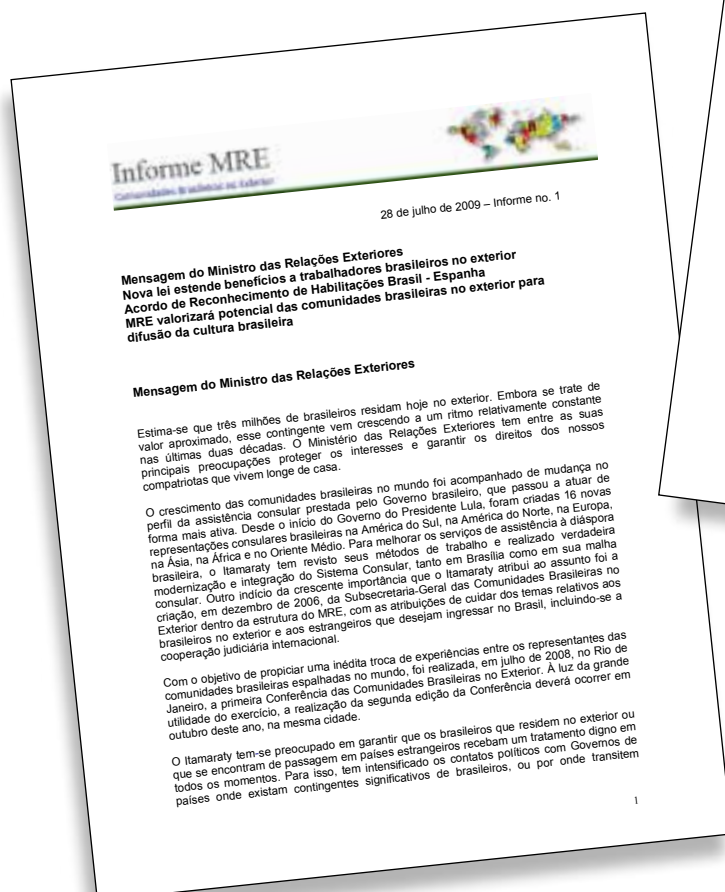 Informe MRE
Comunidades Brasileiras no Exterior
28 de julho de 2009 – Informe no. 1
Mensagem do Ministro das Relações Exteriores
Nova lei estende benefícios a trabalhadores brasileiros no exterior
Acordo de Reconhecimento de Habilitações Brasil - Espanha
MRE valorizará potencial das comunidades brasileiras no exterior para
difusão da cultura brasileira
Mensagem do Ministro das Relações Exteriores
Estima-se que três milhões de brasileiros residam hoje no exterior. Embora se trate de
valor aproximado, esse contingente vem crescendo a um ritmo relativamente constante
nas últimas duas décadas. O Ministério das Relações Exteriores tem entre as suas
principais preocupações proteger os interesses e garantir os direitos dos nossos
compatriotas que vivem longe de casa.
O crescimento das comunidades brasileiras no mundo foi acompanhado de mudança no
perfil da assistência consular prestada pelo Governo brasileiro, que passou a atuar de
forma mais ativa. Desde o início do Governo do Presidente Lula, foram criadas 16 novas
representações consulares brasileiras na América do Sul, na América do Norte, na Europa,
na Ásia, na África e no Oriente Médio. Para melhorar os serviços de assistência à diáspora
brasileira, o Itamaraty tem revisto seus métodos de trabalho e realizado verdadeira
modernização e integração do Sistema Consular, tanto em Brasília como em sua malha
consular. Outro indício da crescente importância que o Itamaraty atribui ao assunto foi a
criação, em dezembro de 2006, da Subsecretaria-Geral das Comunidades Brasileiras no
Exterior dentro da estrutura do MRE, com as atribuições de cuidar dos temas relativos aos
brasileiros no exterior e aos estrangeiros que desejam ingressar no Brasil, incluindo-se a
cooperação judiciária internacional.
Com o objetivo de propiciar uma inédita troca de experiências entre os representantes das
comunidades brasileiras espalhadas no mundo, foi realizada, em julho de 2008, no Rio de
Janeiro, a primeira Conferência das Comunidades Brasileiras no Exterior. À luz da grande
utilidade do exercício, a realização da segunda edição da Conferência deverá ocorrer em
outubro deste ano, na mesma cidade.
O Itamaraty tem-se preocupado em garantir que os brasileiros que residem no exterior ou
que se encontram de passagem em países estrangeiros recebam um tratamento digno em
todos os momentos. Para isso, tem intensificado os contatos políticos com Governos de
países onde existam contingentes significativos de brasileiros, ou por onde transitem
1